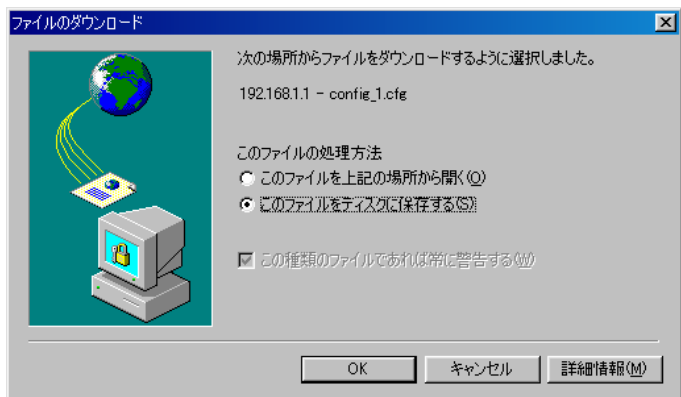 ファイルのダウンロード
次の場所からファイルをダウンロードするように選択しました。
192.168.1.1 - config_1.cfg
このファイルの処理方法
このファイルを上記の場所から開く(O)
このファイルをディスクに保存する(S)
この種類のファイルであれば常に警告する(W)
OK キャンセル 詳細情報(M)